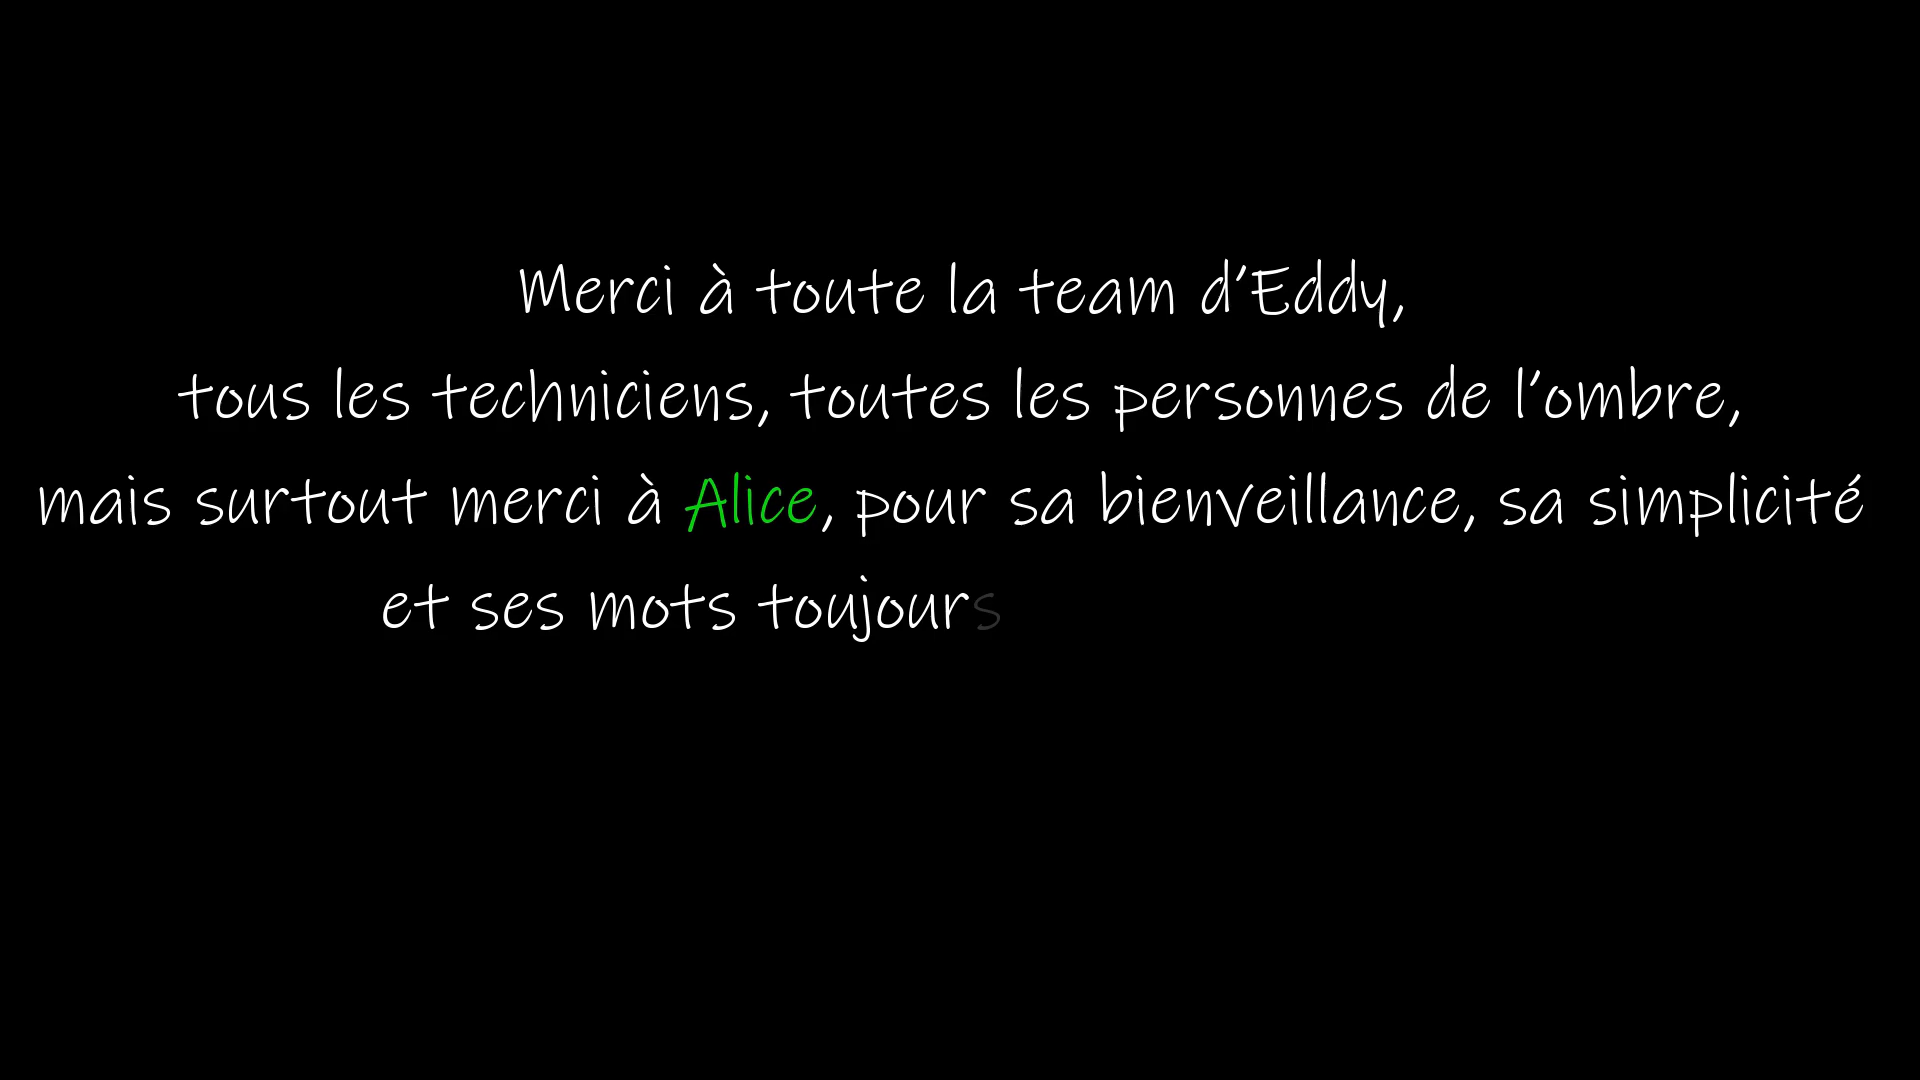 Merci à toute la team d'Eddy,
tous les techniciens, toutes les personnes de l'ombre,
mais surtout merci à Alice, pour sa bienveillance, sa simplicité
et ses mots toujours